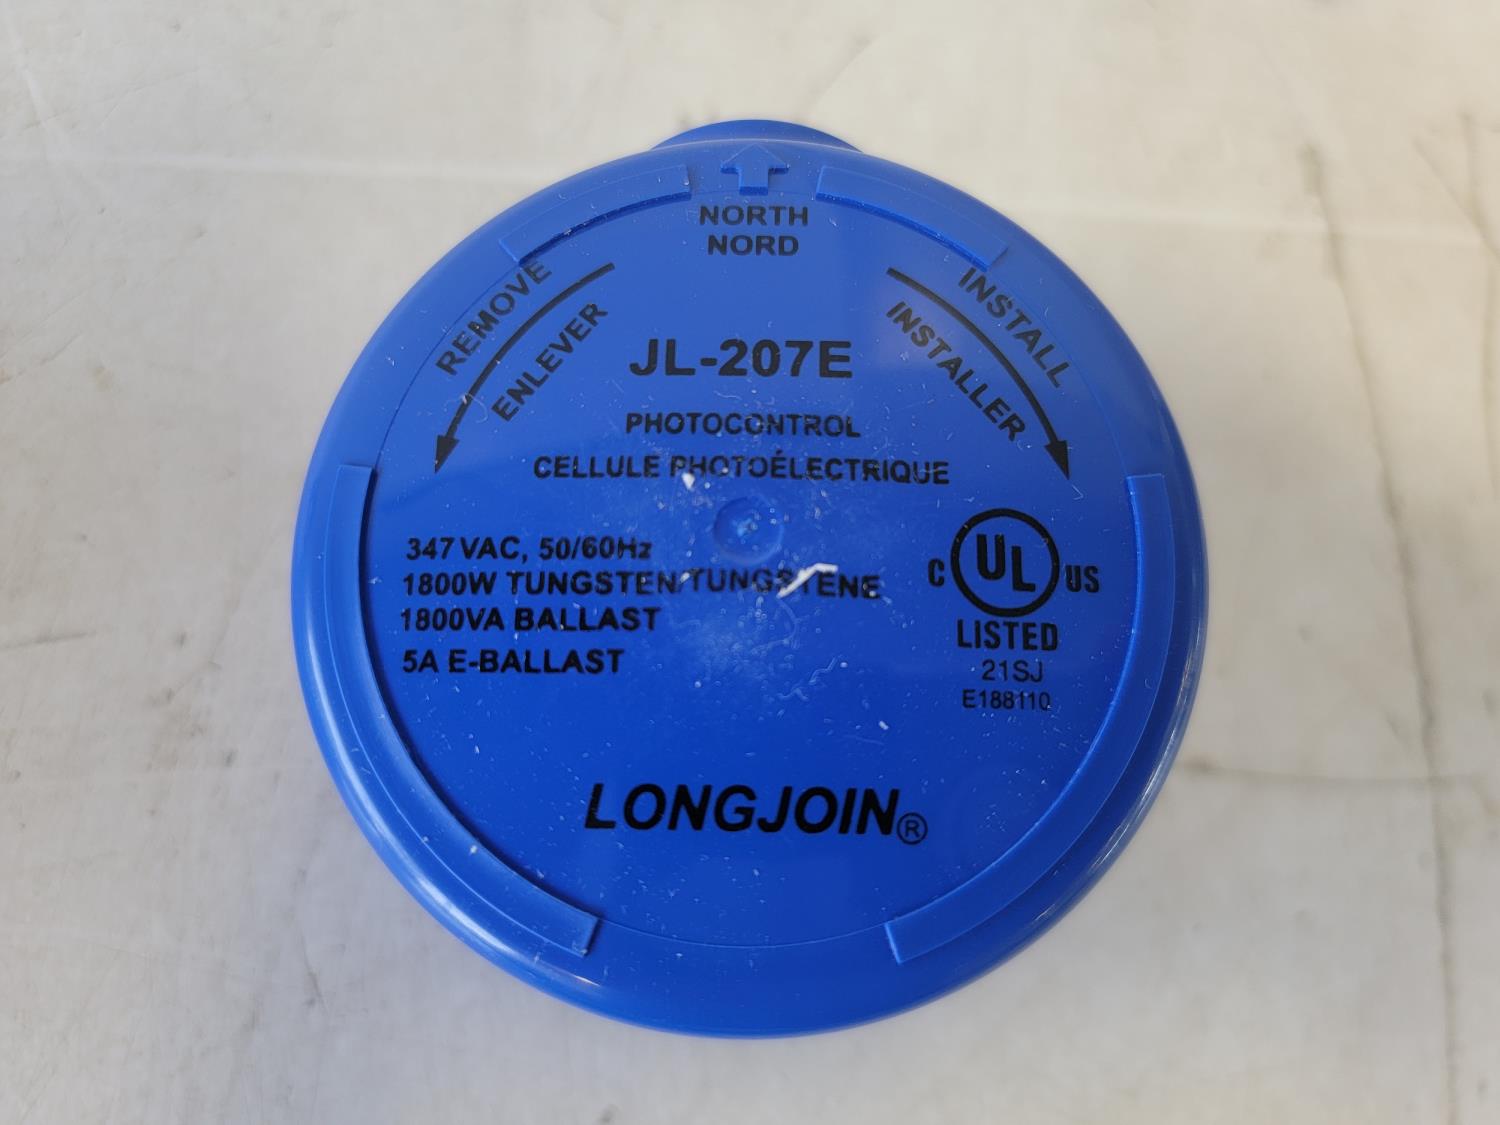 NORTH
NORD
REMOVE
ENLEVER
INSTALL
INSTALLER
JL-207E
PHOTOCONTROL
CELLULE PHOTOÉLECTRIQUE
347 VAC, 50/60Hz
1800W TUNGSTEN/TUNGSTENE
1800VA BALLAST
5A E-BALLAST
C UL US
LISTED
21SJ
E188110
LONGJOIN®